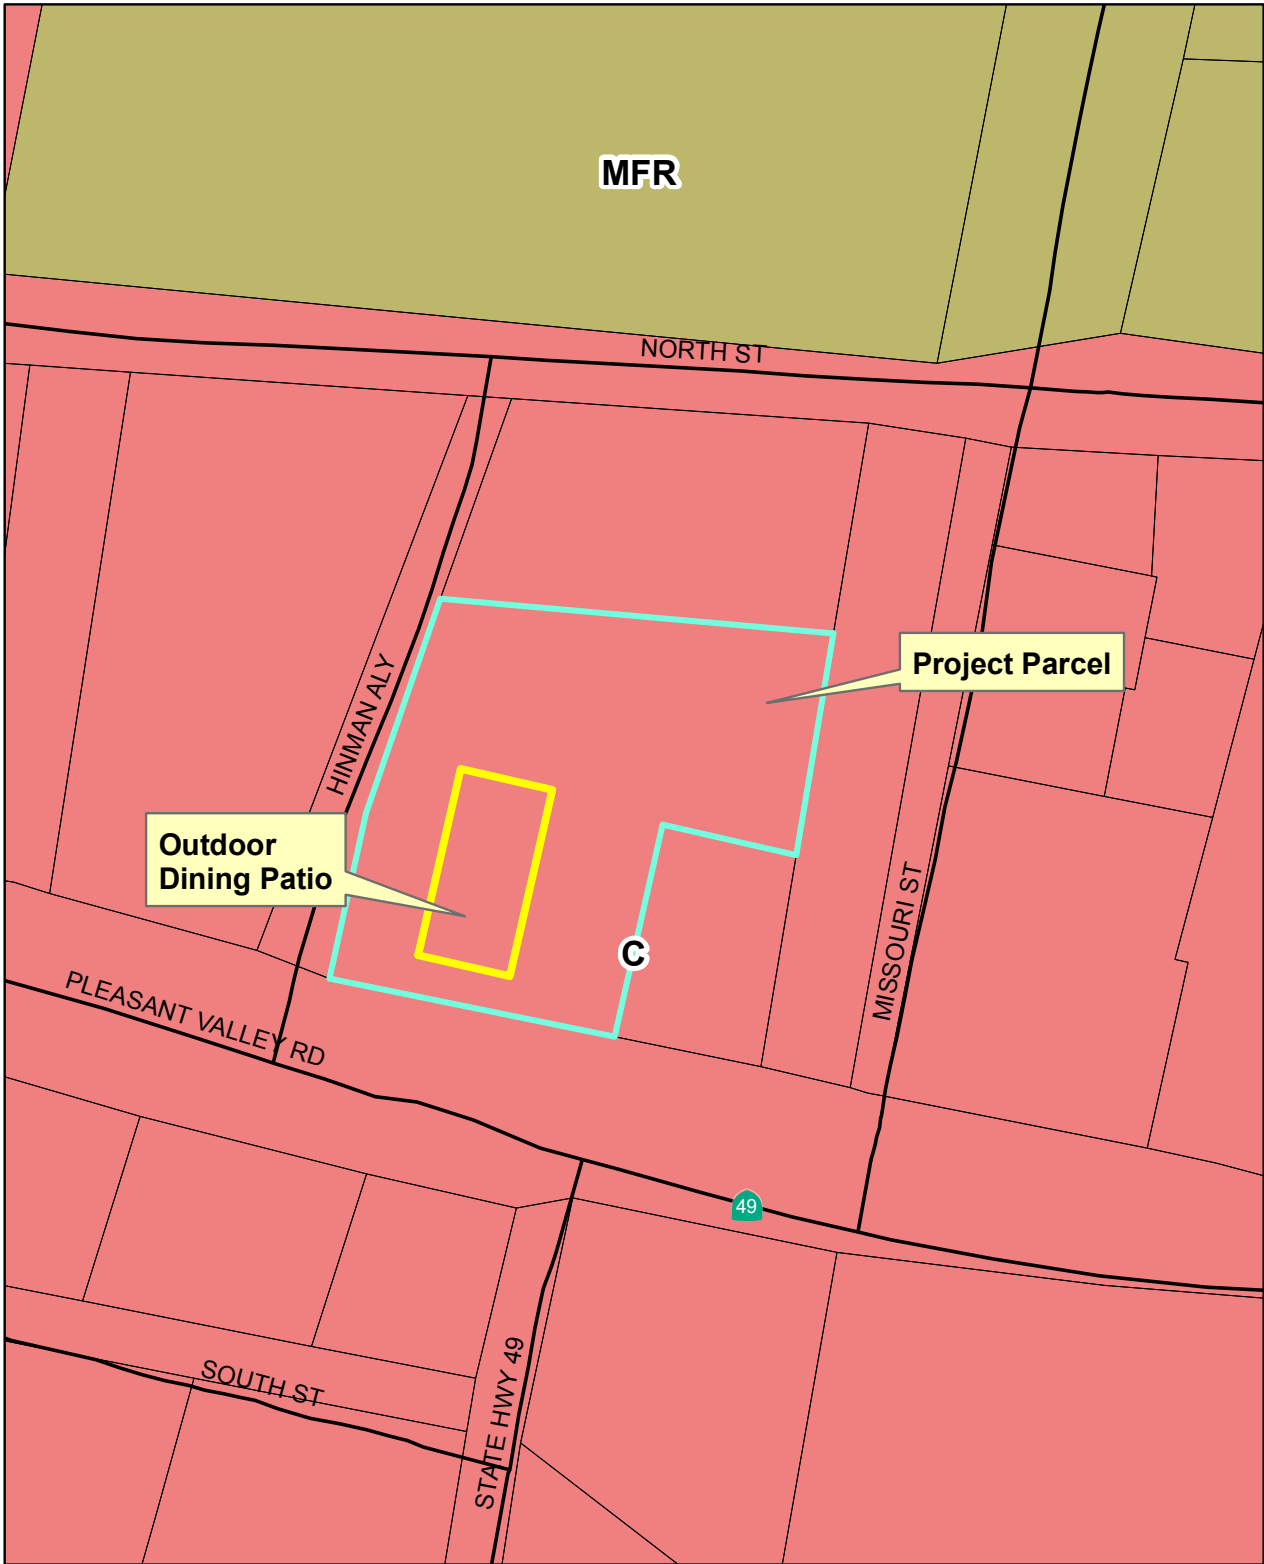 MFR
NORTH ST
Project Parcel
HINMAN ALY
Outdoor
Dining Patio
MISSOURI ST
C
PLEASANT VALLEY RD
49
STATE HWY 49
SOUTH ST